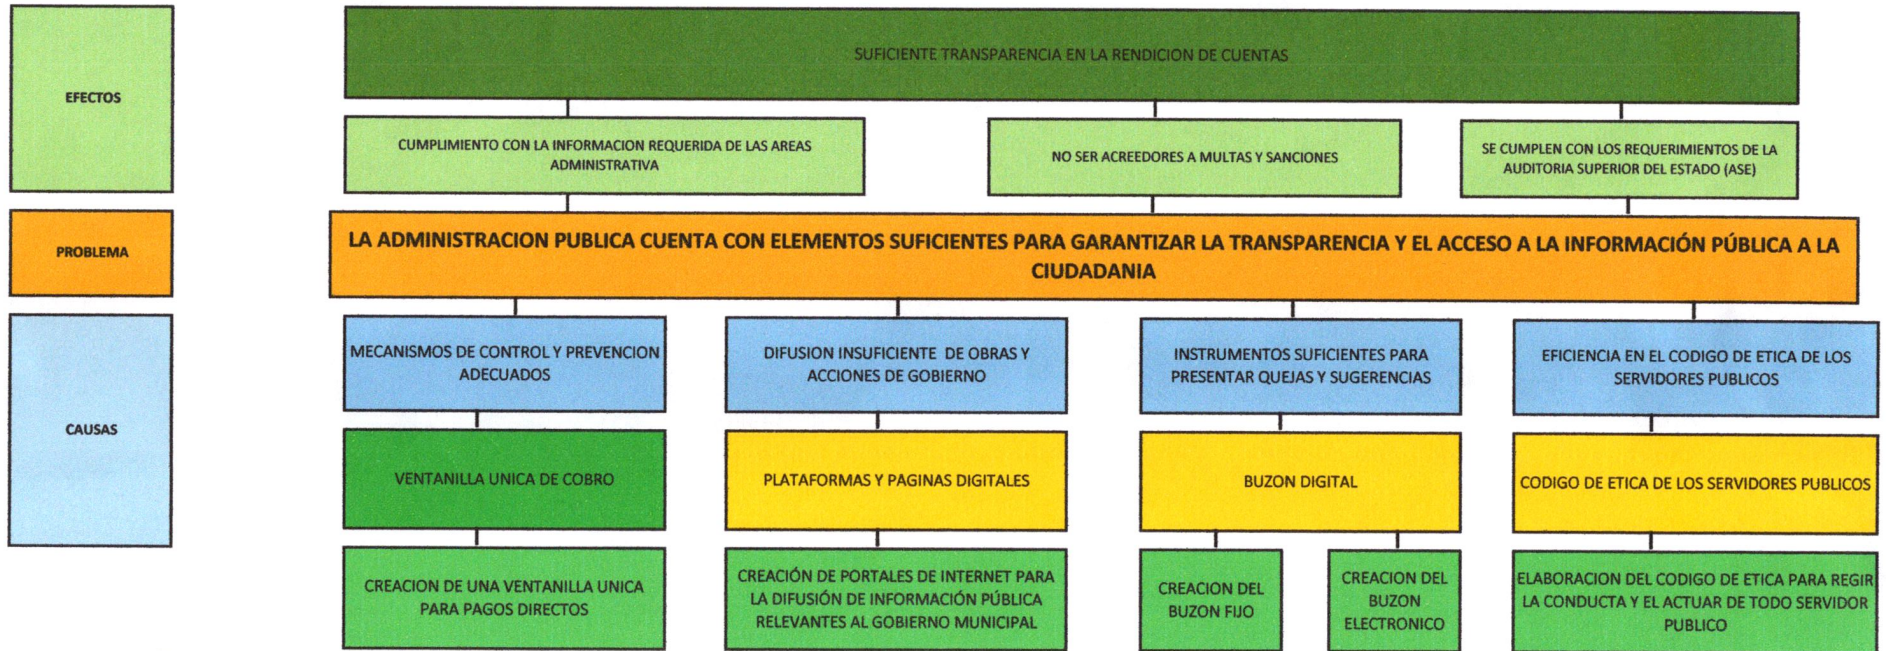 EFECTOS
SUFICIENTE TRANSPARENCIA EN LA RENDICION DE CUENTAS
CUMPLIMIENTO CON LA INFORMACION REQUERIDA DE LAS AREAS
ADMINISTRATIVA
NO SER ACREEDORES A MULTAS Y SANCIONES
SE CUMPLEN CON LOS REQUERIMIENTOS DE LA
AUDITORIA SUPERIOR DEL ESTADO (ASE)
PROBLEMA
LA ADMINISTRACION PUBLICA CUENTA CON ELEMENTOS SUFICIENTES PARA GARANTIZAR LA TRANSPARENCIA Y EL ACCESO A LA INFORMACIÓN PÚBLICA A LA
CIUDADANIA
CAUSAS
MECANISMOS DE CONTROL Y PREVENCION
ADECUADOS
DIFUSION INSUFICIENTE DE OBRAS Y
ACCIONES DE GOBIERNO
INSTRUMENTOS SUFICIENTES PARA
PRESENTAR QUEJAS Y SUGERENCIAS
EFICIENCIA EN EL CODIGO DE ETICA DE LOS
SERVIDORES PUBLICOS
VENTANILLA UNICA DE COBRO
PLATAFORMAS Y PAGINAS DIGITALES
BUZON DIGITAL
CODIGO DE ETICA DE LOS SERVIDORES PUBLICOS
CREACION DE UNA VENTANILLA UNICA
PARA PAGOS DIRECTOS
CREACIÓN DE PORTALES DE INTERNET PARA
LA DIFUSIÓN DE INFORMACIÓN PÚBLICA
RELEVANTES AL GOBIERNO MUNICIPAL
CREACION DEL
BUZON FIJO
CREACION DEL
BUZON
ELECTRONICO
ELABORACION DEL CODIGO DE ETICA PARA REGIR
LA CONDUCTA Y EL ACTUAR DE TODO SERVIDOR
PUBLICO